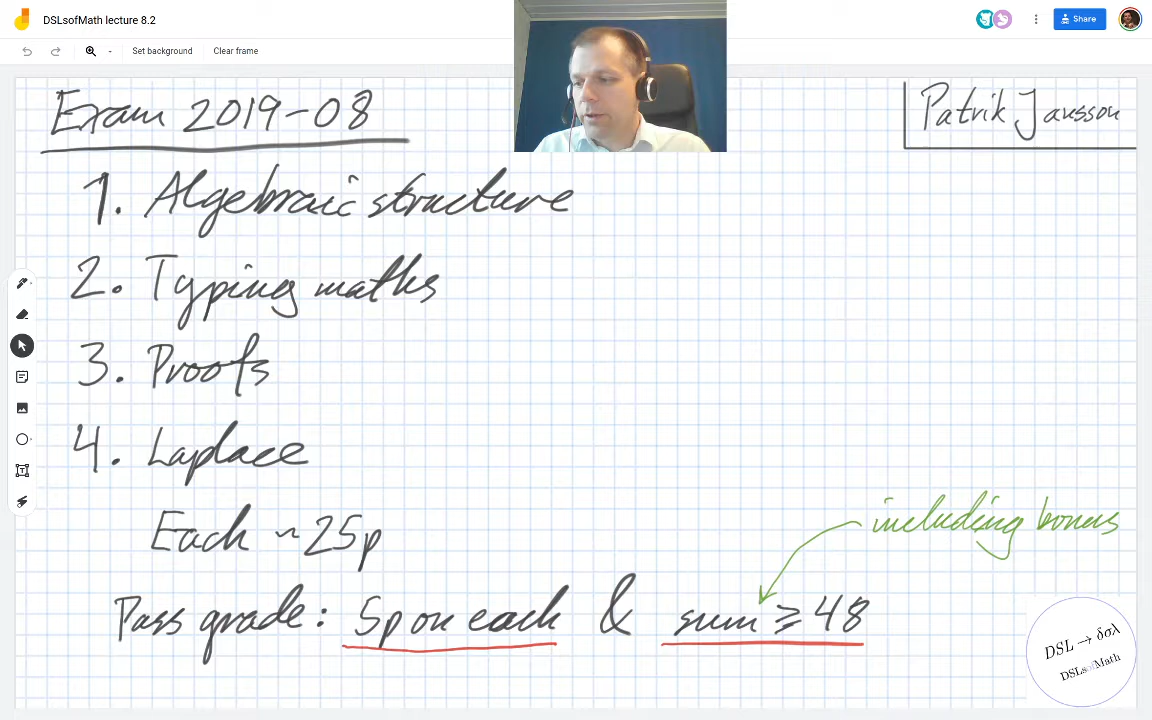 DSLsofMath lecture 8.2
Share
Set background
Clear frame
Exam 2019-08
Patrik Jansson
1. Algebraic structure
2. Typing maths
3. Proofs
4. Laplace
Each ~25p
including bonus
Pass grade: 5p on each & sum ≥ 48
DSL → δσλ
DSLsofMath